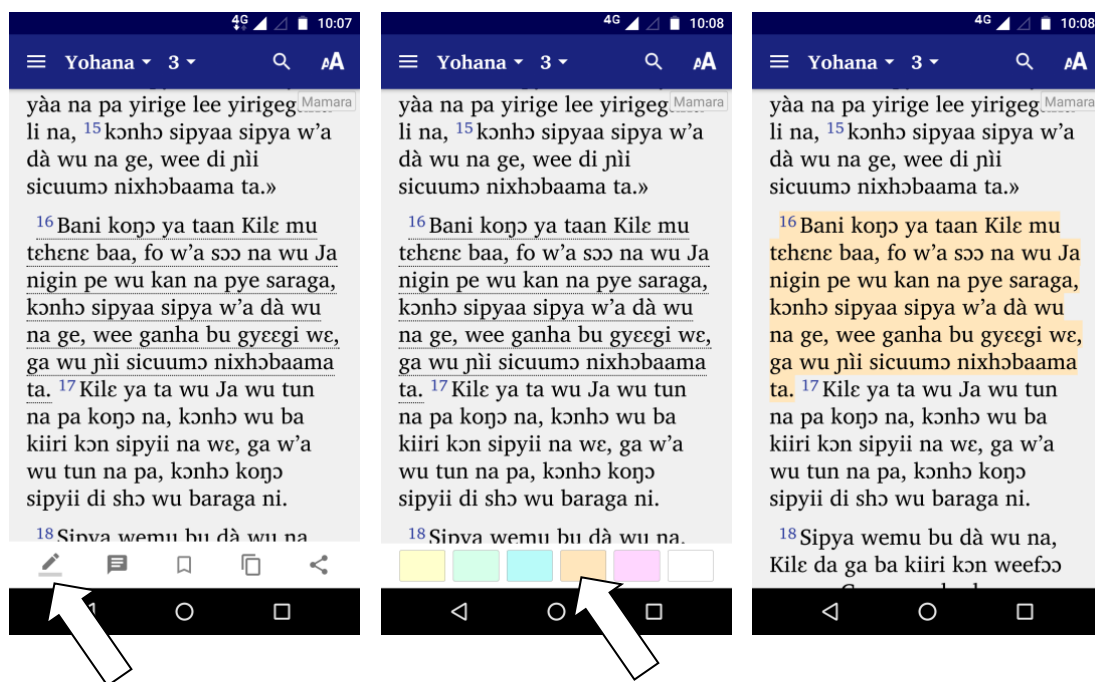 4G 10:07
Yohana 3 AA
yàa na pa yirige lee yirigeg Mamara
li na, 15 kɔnhɔ sipyaa sipya w’a
dà wu na ge, wee di ɲìi
sicuumɔ nixhɔbaama ta.»
16 Bani koŋɔ ya taan Kilɛ mu
tɛhɛnɛ baa, fo w’a sɔɔ na wu Ja
nigin pe wu kan na pye saraga,
kɔnhɔ sipyaa sipya w’a dà wu
na ge, wee ganha bu gyɛɛgi wɛ,
ga wu ɲìi sicuumɔ nixhɔbaama
ta. 17 Kilɛ ya ta wu Ja wu tun
na pa koŋɔ na, kɔnhɔ wu ba
kiiri kɔn sipyii na wɛ, ga w’a
wu tun na pa, kɔnhɔ koŋɔ
sipyii di shɔ wu baraga ni.
18 Sipya wemu bu dà wu na,
4G 10:08
Yohana 3 AA
yàa na pa yirige lee yirigeg Mamara
li na, 15 kɔnhɔ sipyaa sipya w’a
dà wu na ge, wee di ɲìi
sicuumɔ nixhɔbaama ta.»
16 Bani koŋɔ ya taan Kilɛ mu
tɛhɛnɛ baa, fo w’a sɔɔ na wu Ja
nigin pe wu kan na pye saraga,
kɔnhɔ sipyaa sipya w’a dà wu
na ge, wee ganha bu gyɛɛgi wɛ,
ga wu ɲìi sicuumɔ nixhɔbaama
ta. 17 Kilɛ ya ta wu Ja wu tun
na pa koŋɔ na, kɔnhɔ wu ba
kiiri kɔn sipyii na wɛ, ga w’a
wu tun na pa, kɔnhɔ koŋɔ
sipyii di shɔ wu baraga ni.
18 Sipya wemu bu dà wu na,
4G 10:08
Yohana 3 AA
yàa na pa yirige lee yirigeg Mamara
li na, 15 kɔnhɔ sipyaa sipya w’a
dà wu na ge, wee di ɲìi
sicuumɔ nixhɔbaama ta.»
16 Bani koŋɔ ya taan Kilɛ mu
tɛhɛnɛ baa, fo w’a sɔɔ na wu Ja
nigin pe wu kan na pye saraga,
kɔnhɔ sipyaa sipya w’a dà wu
na ge, wee ganha bu gyɛɛgi wɛ,
ga wu ɲìi sicuumɔ nixhɔbaama
ta. 17 Kilɛ ya ta wu Ja wu tun
na pa koŋɔ na, kɔnhɔ wu ba
kiiri kɔn sipyii na wɛ, ga w’a
wu tun na pa, kɔnhɔ koŋɔ
sipyii di shɔ wu baraga ni.
18 Sipya wemu bu dà wu na,
Kilɛ da ga ba kiiri kɔn weefɔɔ